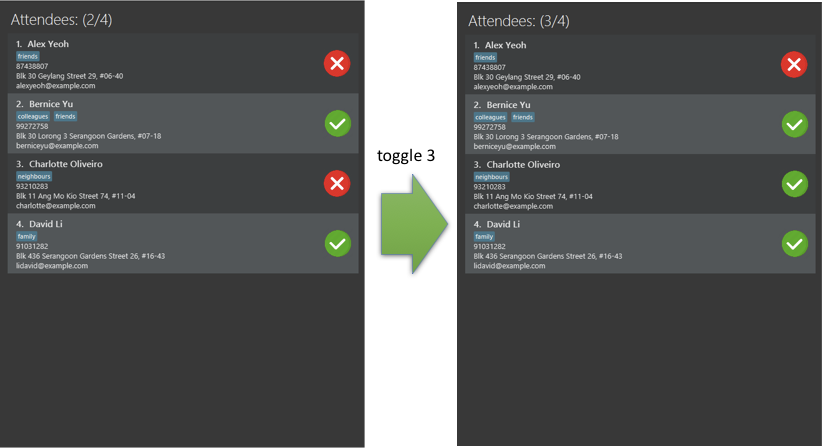 Attendees: (2/4)
1. Alex Yeoh
friends
87438807
Blk 30 Geylang Street 29, #06-40
alexyeoh@example.com
2. Bernice Yu
colleagues friends
99272758
Blk 30 Lorong 3 Serangoon Gardens, #07-18
berniceyu@example.com
3. Charlotte Oliveiro
neighbours
93210283
Blk 11 Ang Mo Kio Street 74, #11-04
charlotte@example.com
4. David Li
family
91031282
Blk 436 Serangoon Gardens Street 26, #16-43
lidavid@example.com
toggle 3
Attendees: (3/4)
1. Alex Yeoh
friends
87438807
Blk 30 Geylang Street 29, #06-40
alexyeoh@example.com
2. Bernice Yu
colleagues friends
99272758
Blk 30 Lorong 3 Serangoon Gardens, #07-18
berniceyu@example.com
3. Charlotte Oliveiro
neighbours
93210283
Blk 11 Ang Mo Kio Street 74, #11-04
charlotte@example.com
4. David Li
family
91031282
Blk 436 Serangoon Gardens Street 26, #16-43
lidavid@example.com